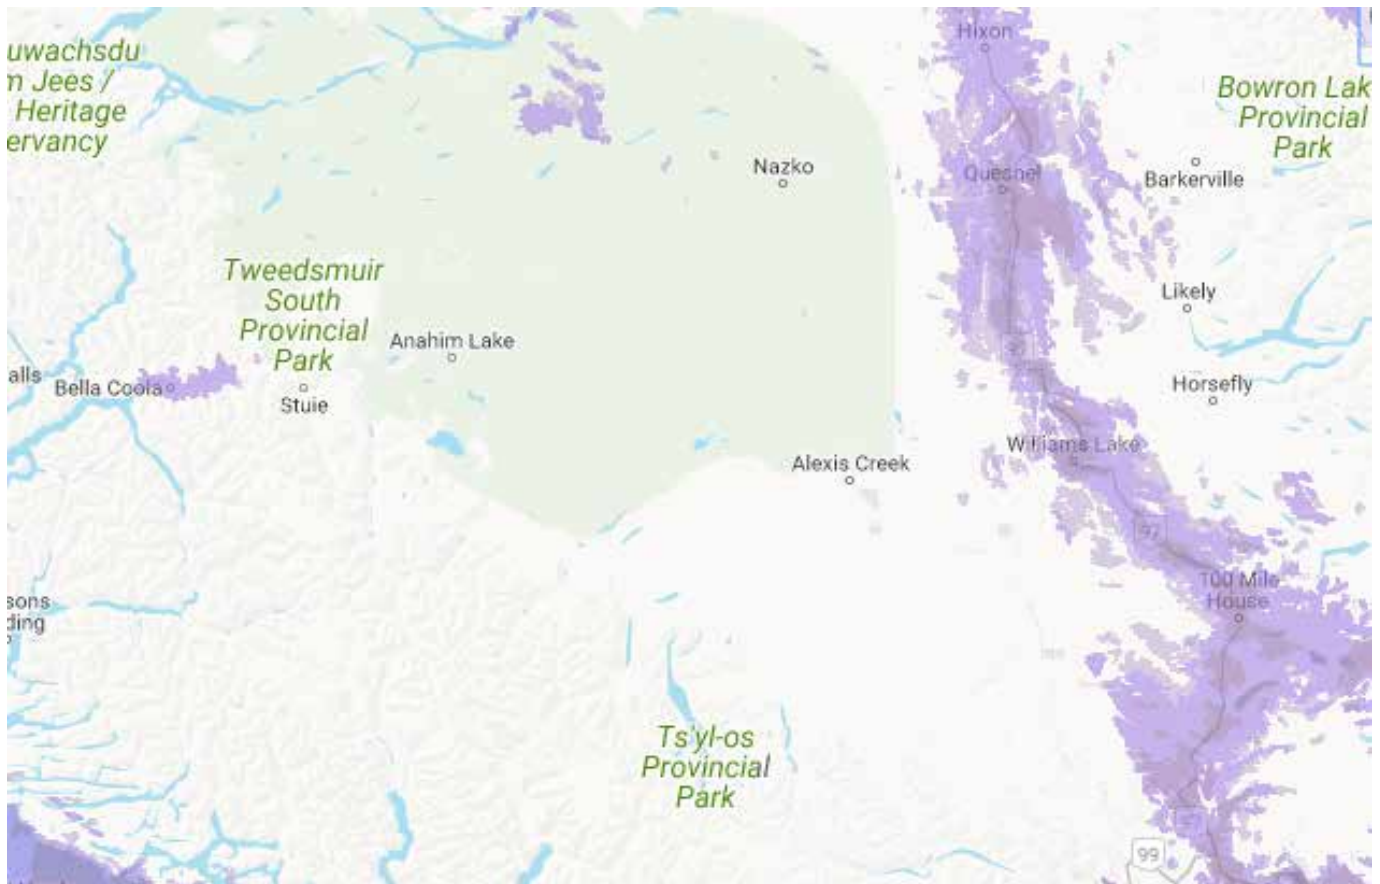 Hixon
uwachsdu
m Jees /
Heritage
ervancy
Bowron Lak
Provincial
Park
Nazko
Quesnel
Barkerville
Tweedsmuir
South
Provincial
Park
Likely
Anahim Lake
alls
Bella Coola
Stuie
Horsefly
Williams Lake
Alexis Creek
97
100 Mile
House
sons
ding
Ts'yl-os
Provincial
Park
97
99